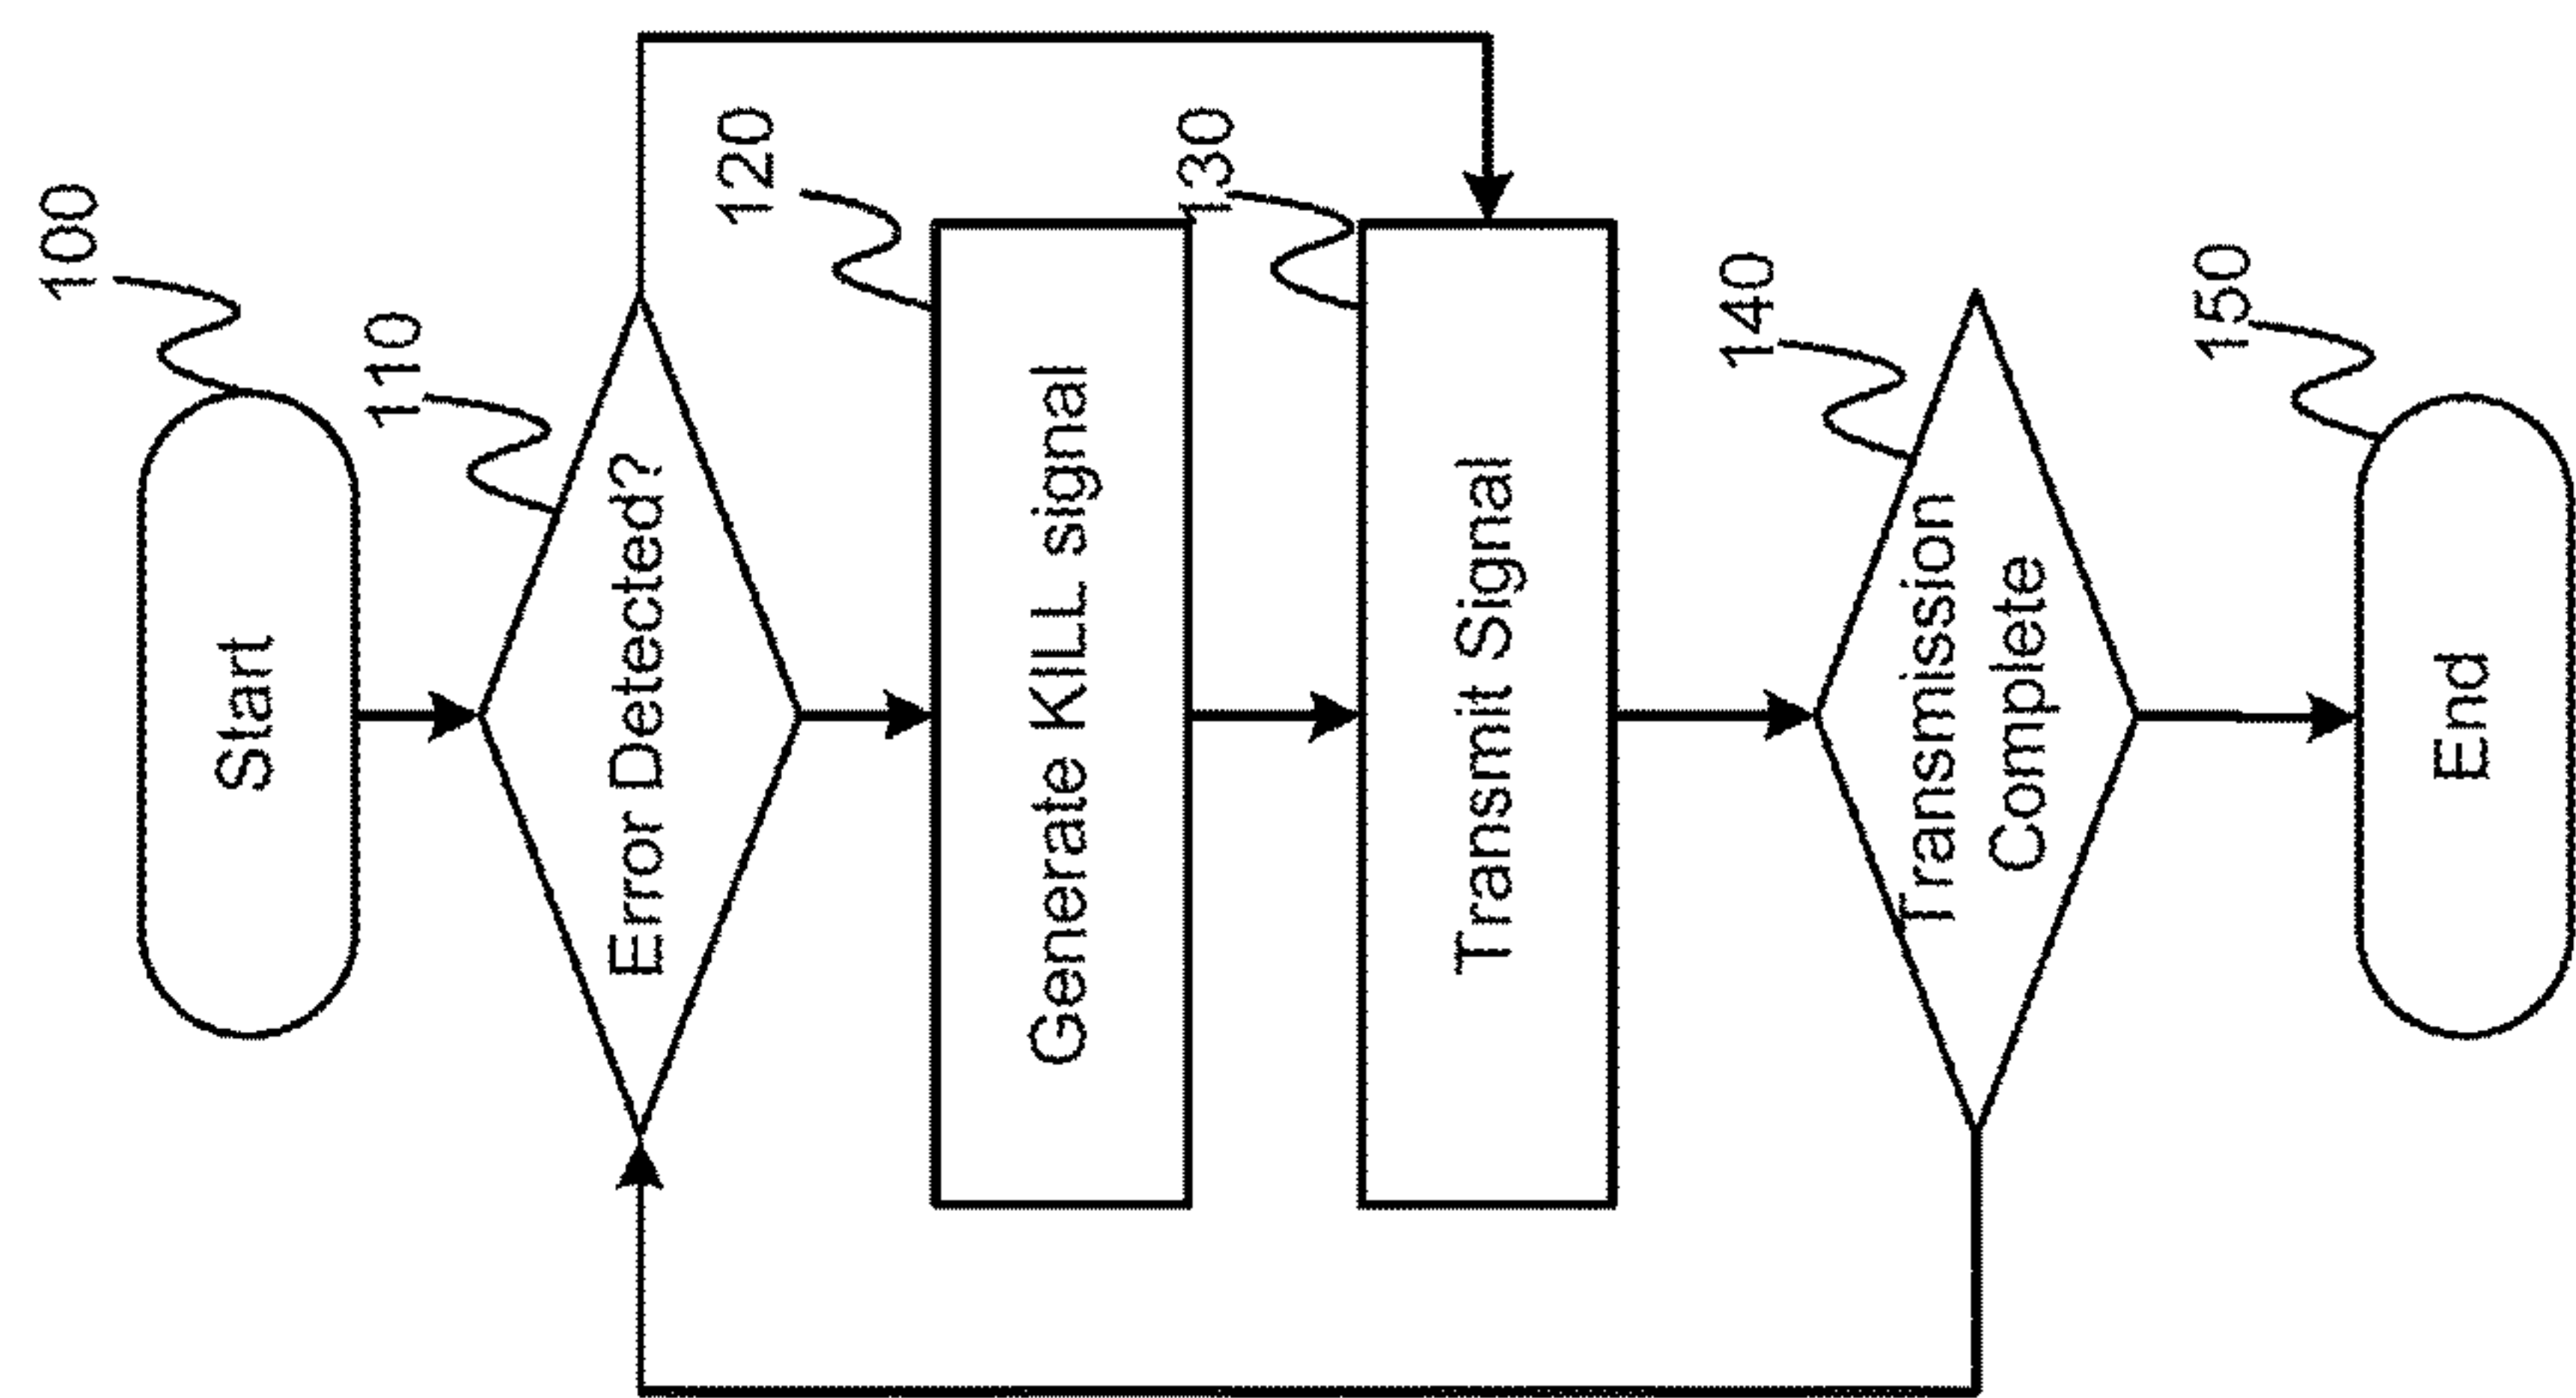 100
Start
110
Error Detected?
120
Generate KILL signal
130
Transmit Signal
140
Transmission
Complete
150
End